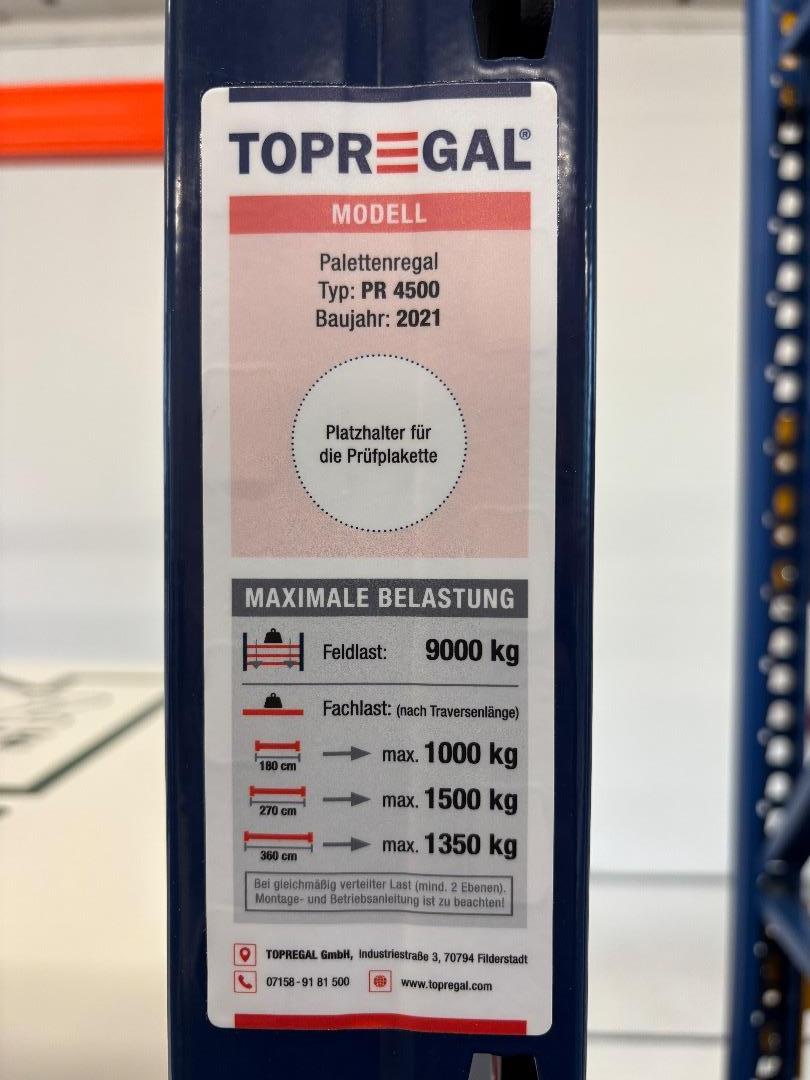 TOPREGAL®
MODELL
Palettenregal
Typ: PR 4500
Baujahr: 2021
Platzhalter für
die Prüfplakette
MAXIMALE BELASTUNG
Feldlast: 9000 kg
Fachlast: (nach Traversenlänge)
180 cm max. 1000 kg
270 cm max. 1500 kg
360 cm max. 1350 kg
Bei gleichmäßig verteilter Last (mind. 2 Ebenen).
Montage- und Betriebsanleitung ist zu beachten!
TOPREGAL GmbH, Industriestraße 3, 70794 Filderstadt
07158-91 81 500 www.topregal.com